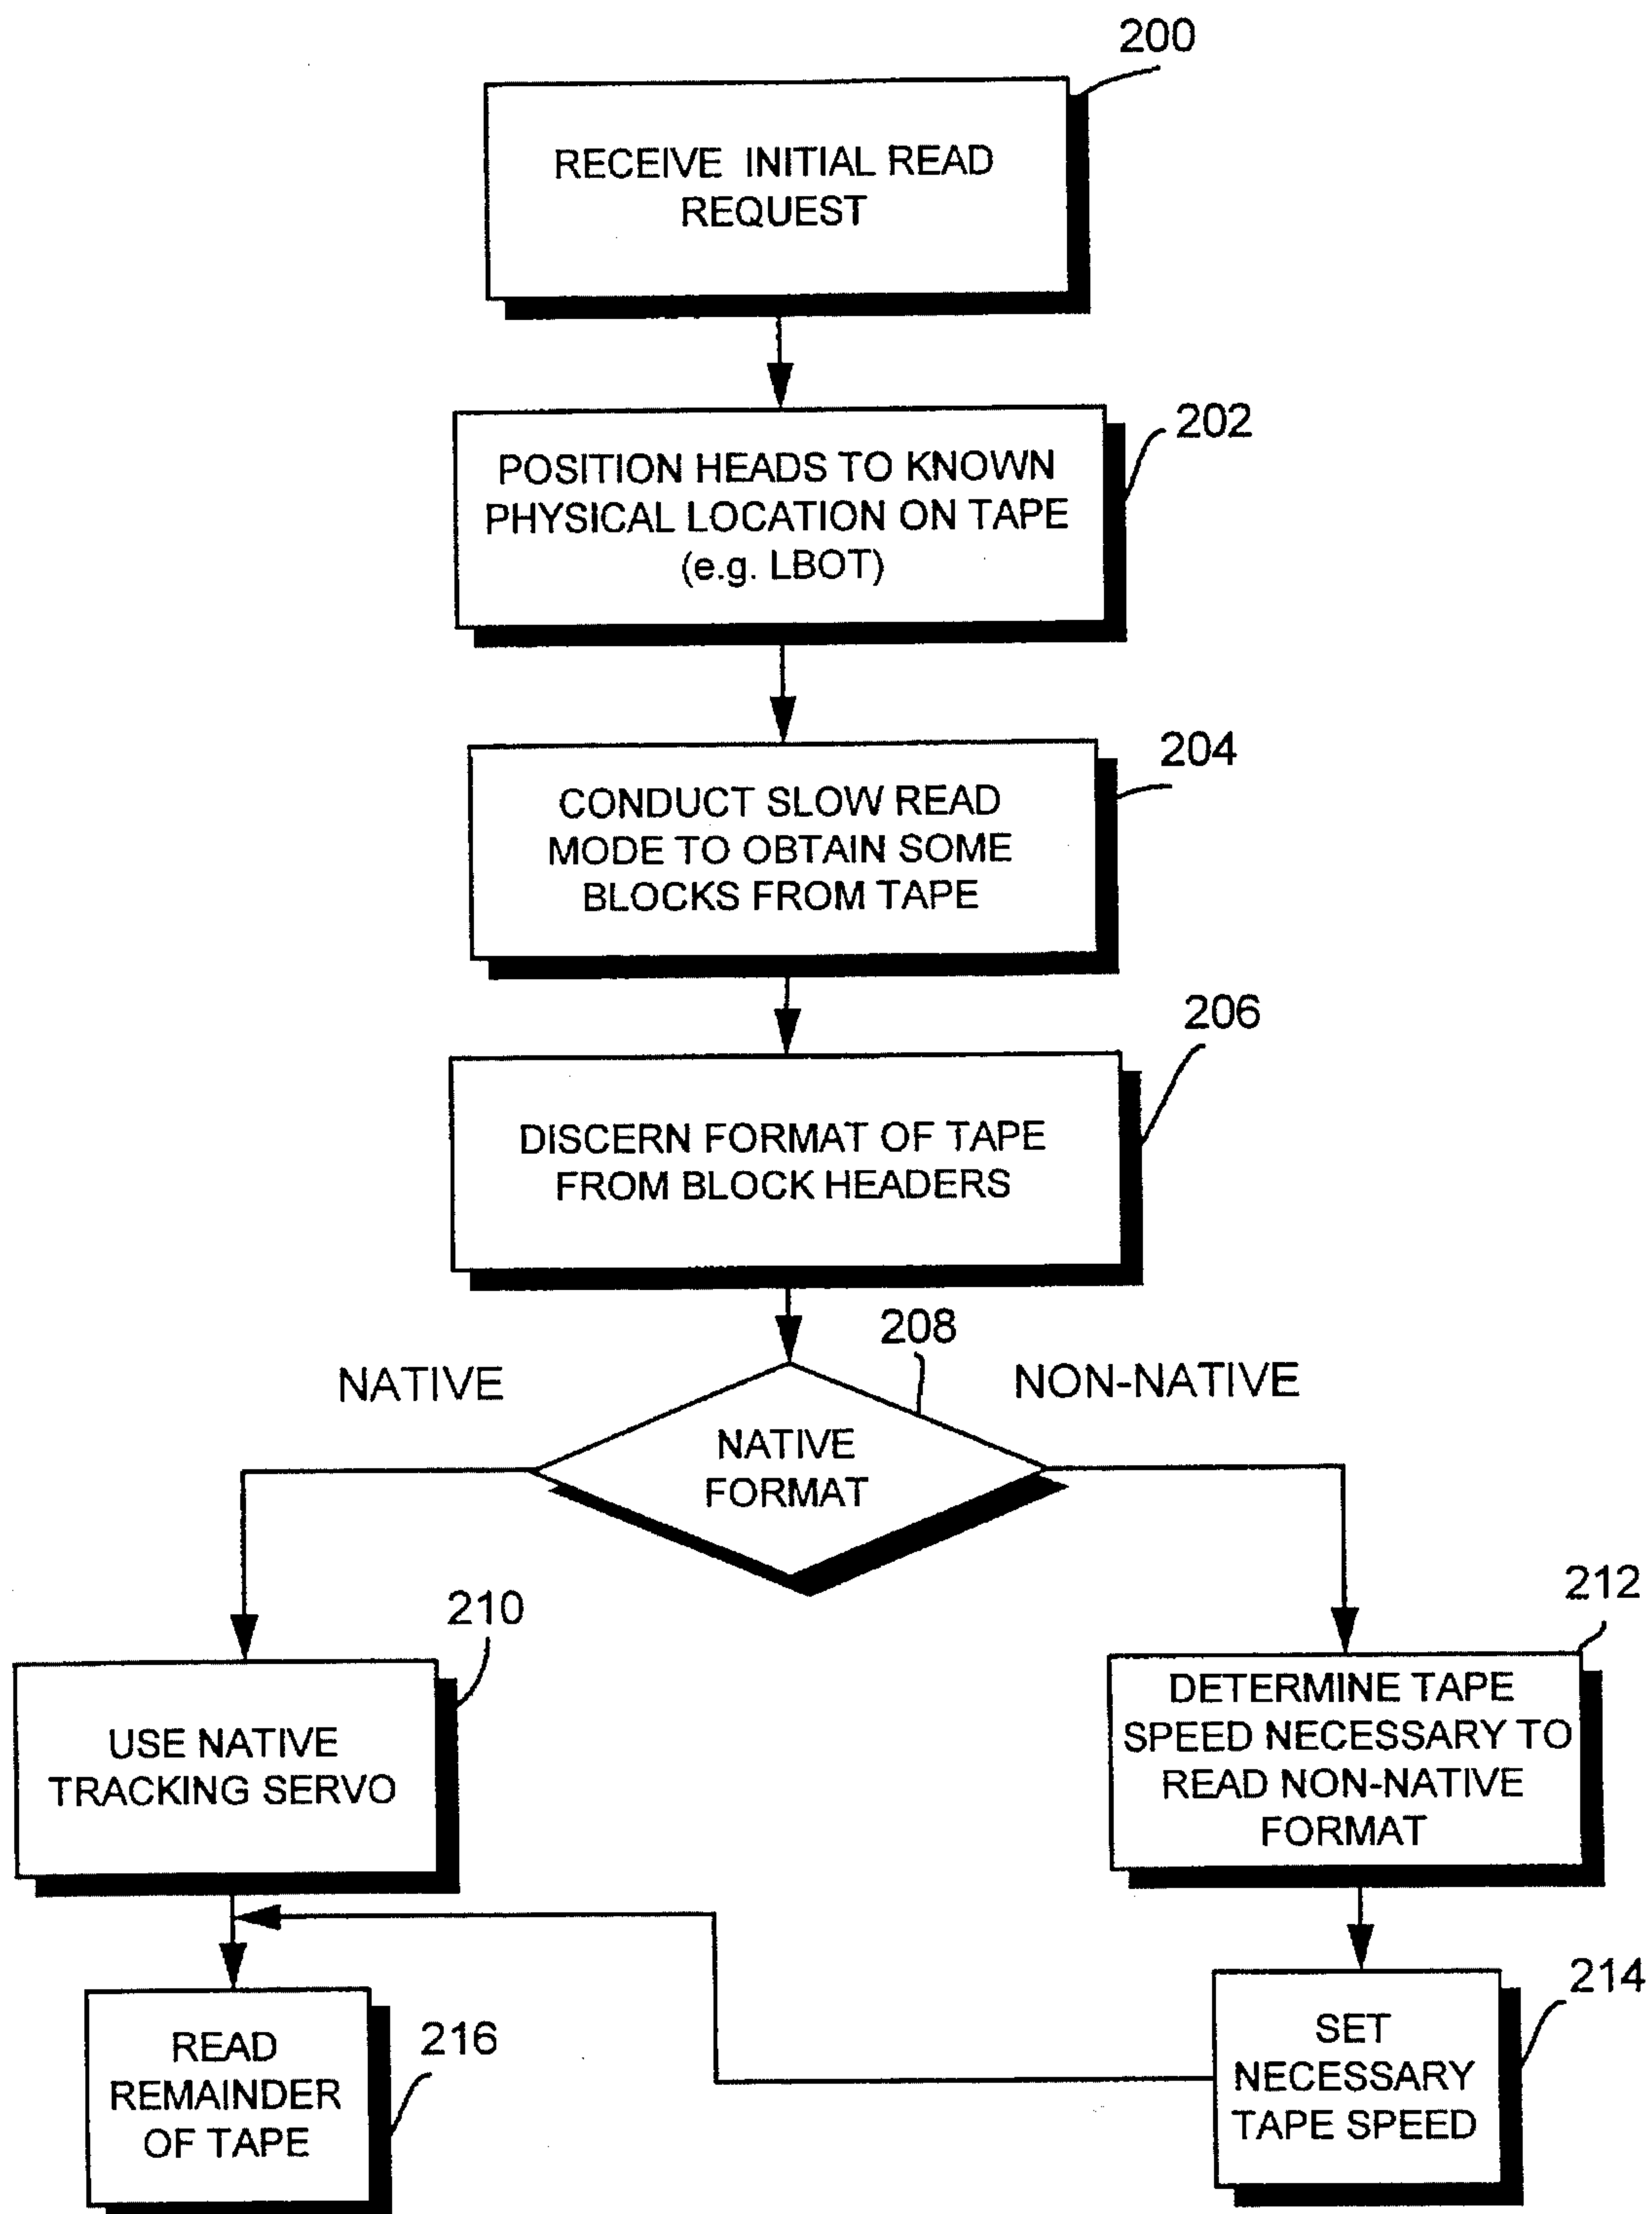 200
RECEIVE INITIAL READ
REQUEST
202
POSITION HEADS TO KNOWN
PHYSICAL LOCATION ON TAPE
(e.g. LBOT)
204
CONDUCT SLOW READ
MODE TO OBTAIN SOME
BLOCKS FROM TAPE
206
DISCERN FORMAT OF TAPE
FROM BLOCK HEADERS
208
NATIVE
NON-NATIVE
NATIVE
FORMAT
210
USE NATIVE
TRACKING SERVO
212
DETERMINE TAPE
SPEED NECESSARY TO
READ NON-NATIVE
FORMAT
214
SET
NECESSARY
TAPE SPEED
216
READ
REMAINDER
OF TAPE